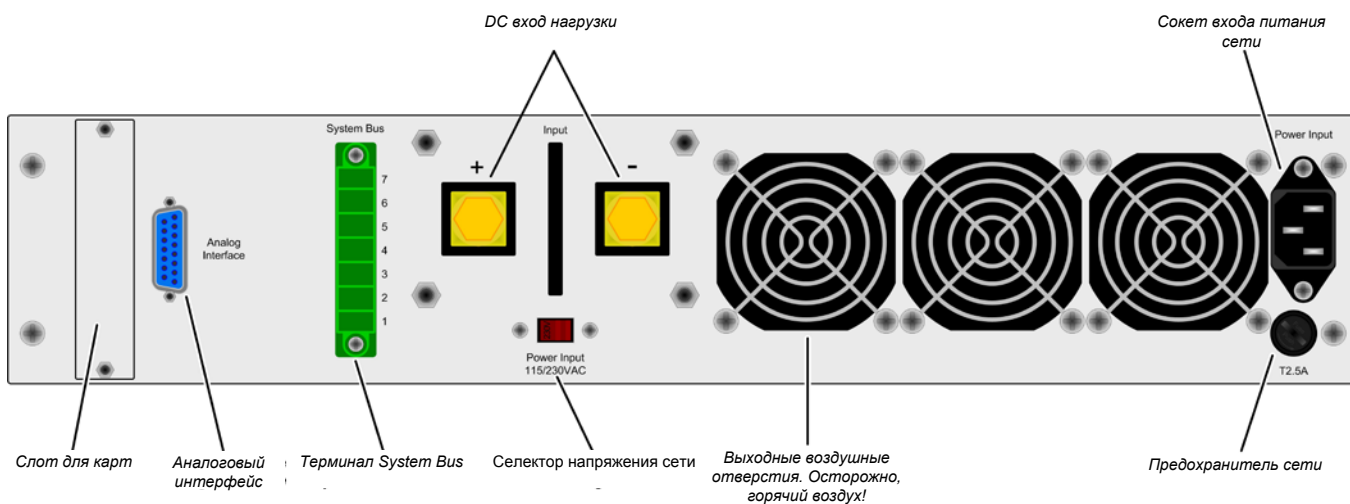 DC вход нагрузки
Сокет входа питания
сети
System Bus
Input
Power Input
+
-
7
6
5
4
3
2
1
Analog
Interface
Power Input
115/230VAC
T2.5A
Слот для карт
Аналоговый
интерфейс
Терминал System Bus
Селектор напряжения сети
Выходные воздушные
отверстия. Осторожно,
горячий воздух!
Предохранитель сети